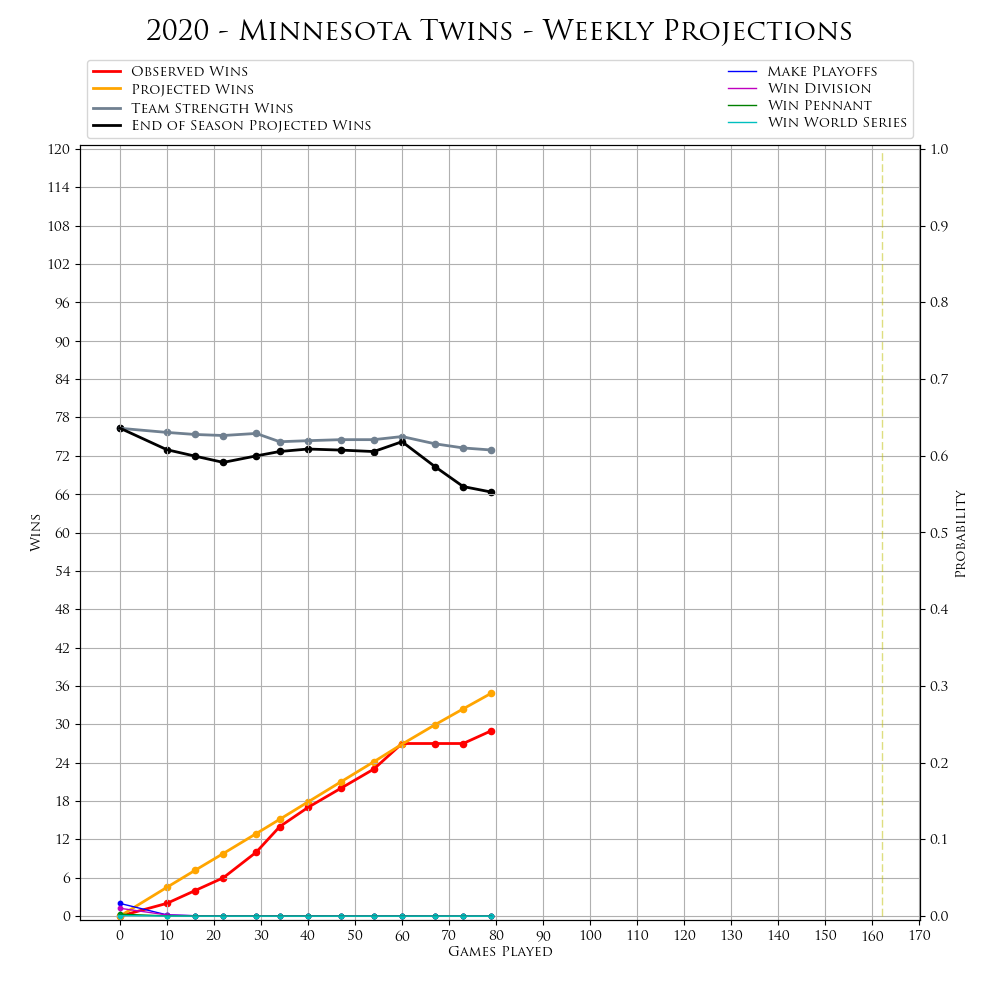 2020 - Minnesota Twins - Weekly Projections
Observed Wins
Projected Wins
Team Strength Wins
End of Season Projected Wins
Make Playoffs
Win Division
Win Pennant
Win World Series
120
114
108
102
96
90
84
78
72
66
60
54
48
42
36
30
24
18
12
6
0
Wins
1.0
0.9
0.8
0.7
0.6
0.5
0.4
0.3
0.2
0.1
0.0
Probability
0 10 20 30 40 50 60 70 80 90 100 110 120 130 140 150 160 170
Games Played